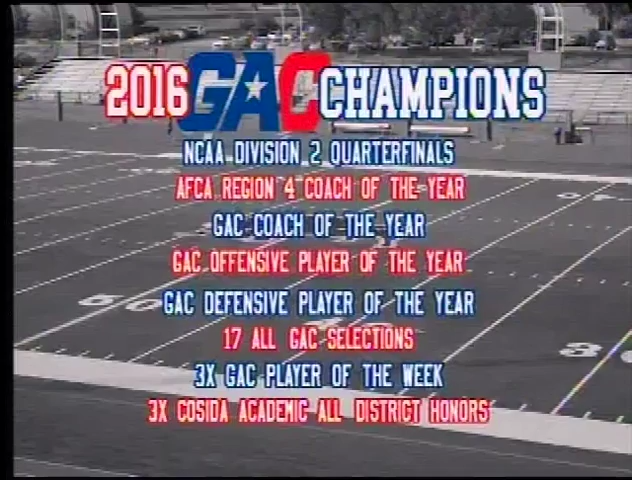 2016 GAC CHAMPIONS
NCAA DIVISION 2 QUARTERFINALS
AFCA REGION 4 COACH OF THE YEAR
GAC COACH OF THE YEAR
GAC OFFENSIVE PLAYER OF THE YEAR
GAC DEFENSIVE PLAYER OF THE YEAR
17 ALL GAC SELECTIONS
3X GAC PLAYER OF THE WEEK
3X COSIDA ACADEMIC ALL DISTRICT HONORS